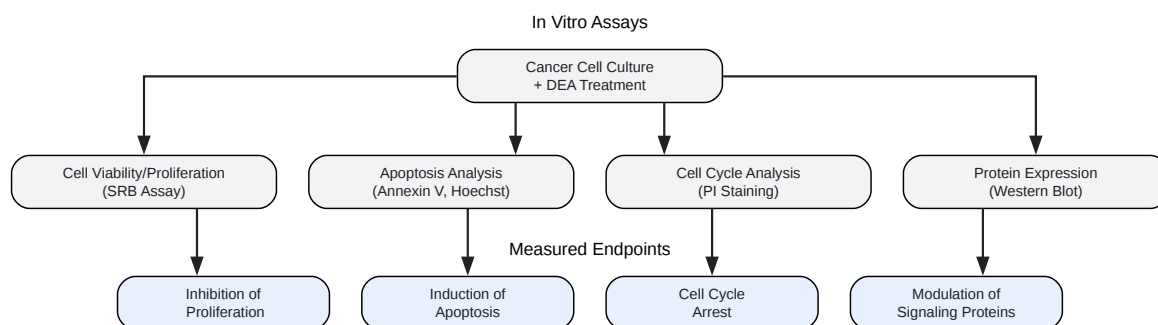 In Vitro Assays
Cancer Cell Culture
+ DEA Treatment
Cell Viability/Proliferation
(SRB Assay)
Apoptosis Analysis
(Annexin V, Hoechst)
Cell Cycle Analysis
(PI Staining)
Protein Expression
(Western Blot)
Measured Endpoints
Inhibition of
Proliferation
Induction of
Apoptosis
Cell Cycle
Arrest
Modulation of
Signaling Proteins